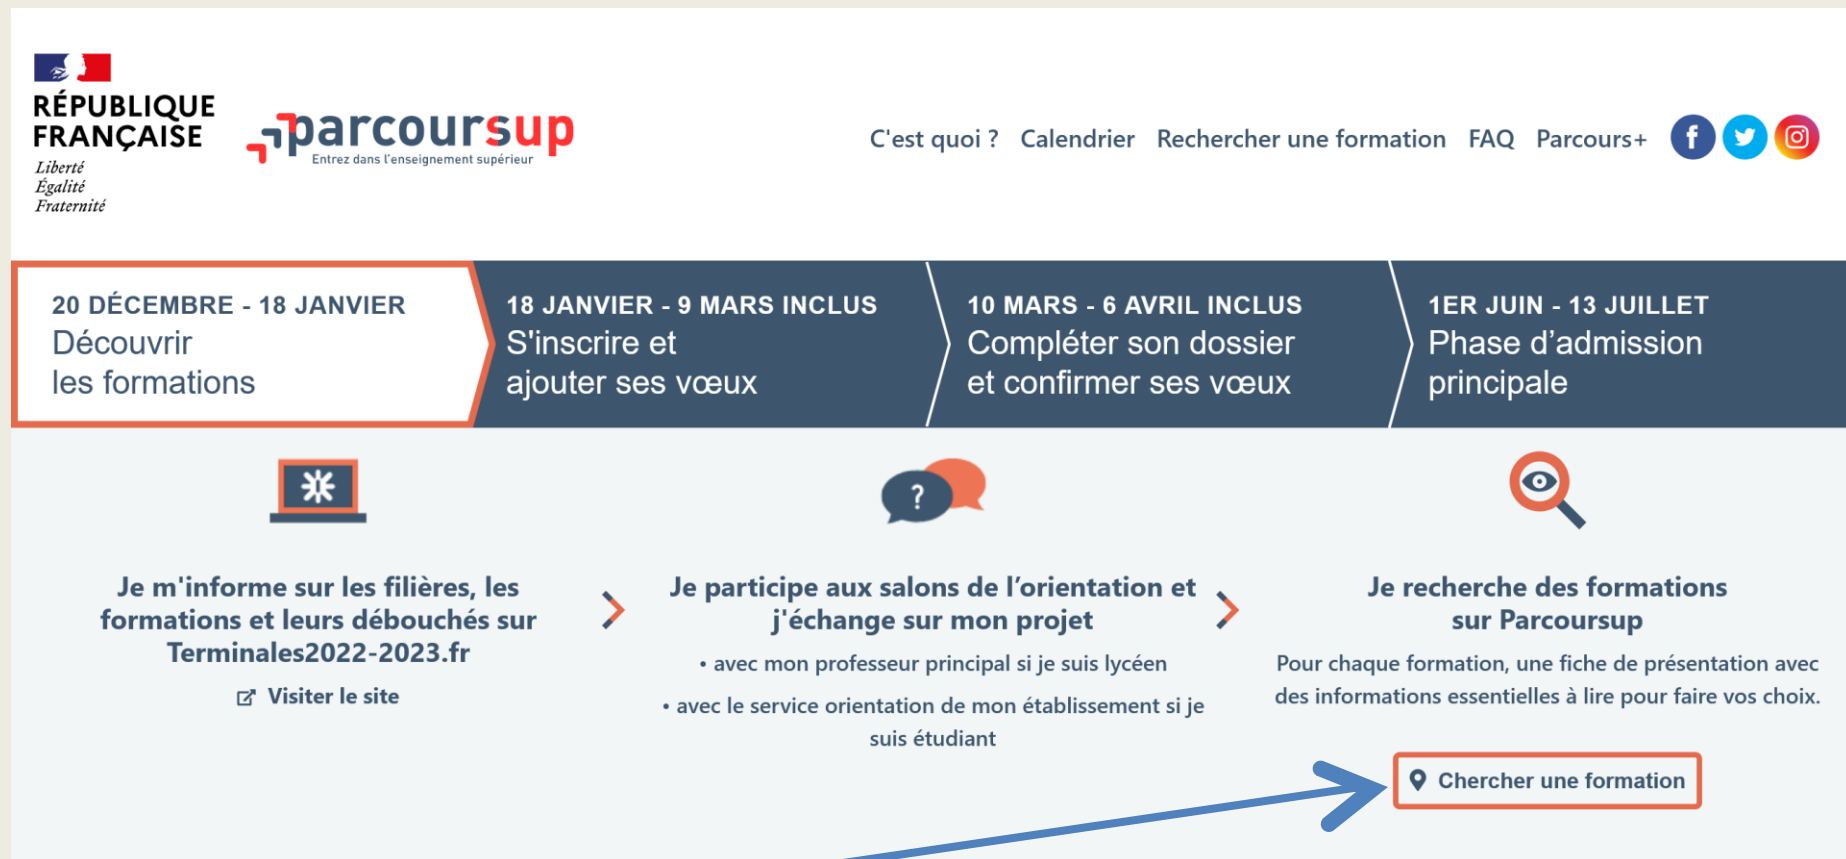 RÉPUBLIQUE
FRANÇAISE
Liberté
Égalité
Fraternité
parcoursup
Entrez dans l'enseignement supérieur
C'est quoi ? Calendrier Rechercher une formation FAQ Parcours+
20 DÉCEMBRE - 18 JANVIER
Découvrir
les formations
18 JANVIER - 9 MARS INCLUS
S'inscrire et
ajouter ses vœux
10 MARS - 6 AVRIL INCLUS
Compléter son dossier
et confirmer ses vœux
1ER JUIN - 13 JUILLET
Phase d’admission
principale
Je m'informe sur les filières, les
formations et leurs débouchés sur
Terminales2022-2023.fr
Visiter le site
?
Je participe aux salons de l’orientation et
j'échange sur mon projet
• avec mon professeur principal si je suis lycéen
• avec le service orientation de mon établissement si je
suis étudiant
Je recherche des formations
sur Parcoursup
Pour chaque formation, une fiche de présentation avec
des informations essentielles à lire pour faire vos choix.
Chercher une formation